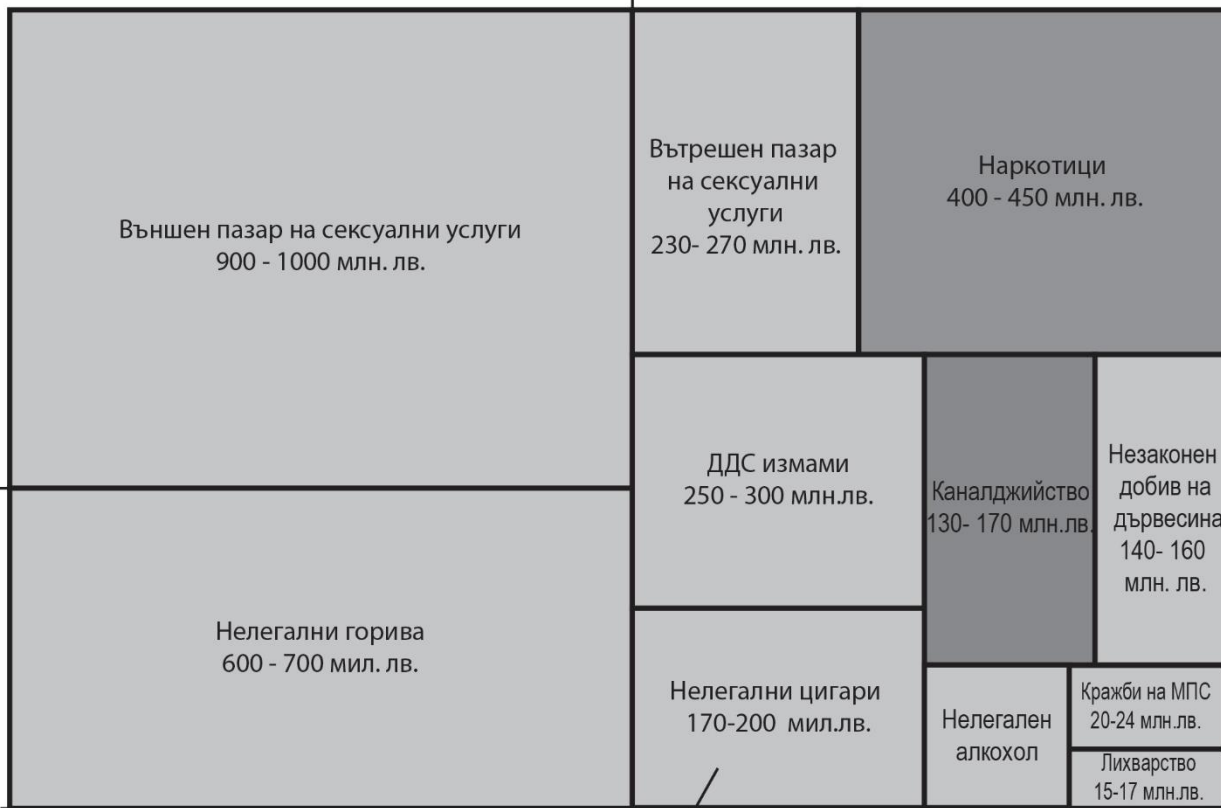 Външен пазар на сексуални услуги
900 - 1000 млн. лв.
Вътрешен пазар
на сексуални
услуги
230- 270 млн. лв.
Наркотици
400 - 450 млн. лв.
ДДС измами
250 - 300 млн.лв.
Каналджийство
130- 170 млн.лв.
Незаконен
добив на
дървесина
140- 160
млн. лв.
Нелегални горива
600 - 700 мил. лв.
Нелегални цигари
170-200 мил.лв.
Нелегален
алкохол
Кражби на МПС
20-24 млн.лв.
Лихварство
15-17 млн.лв.